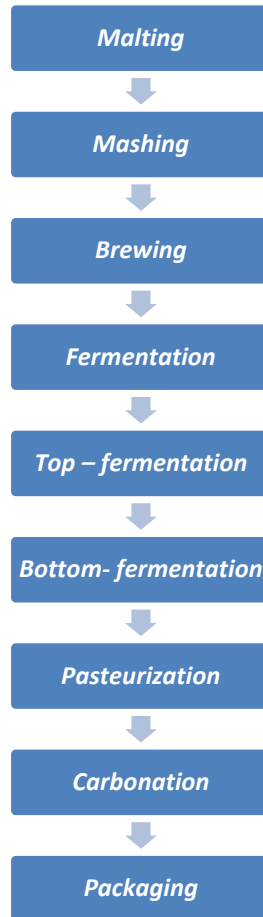 Malting
Mashing
Brewing
Fermentation
Top – fermentation
Bottom- fermentation
Pasteurization
Carbonation
Packaging